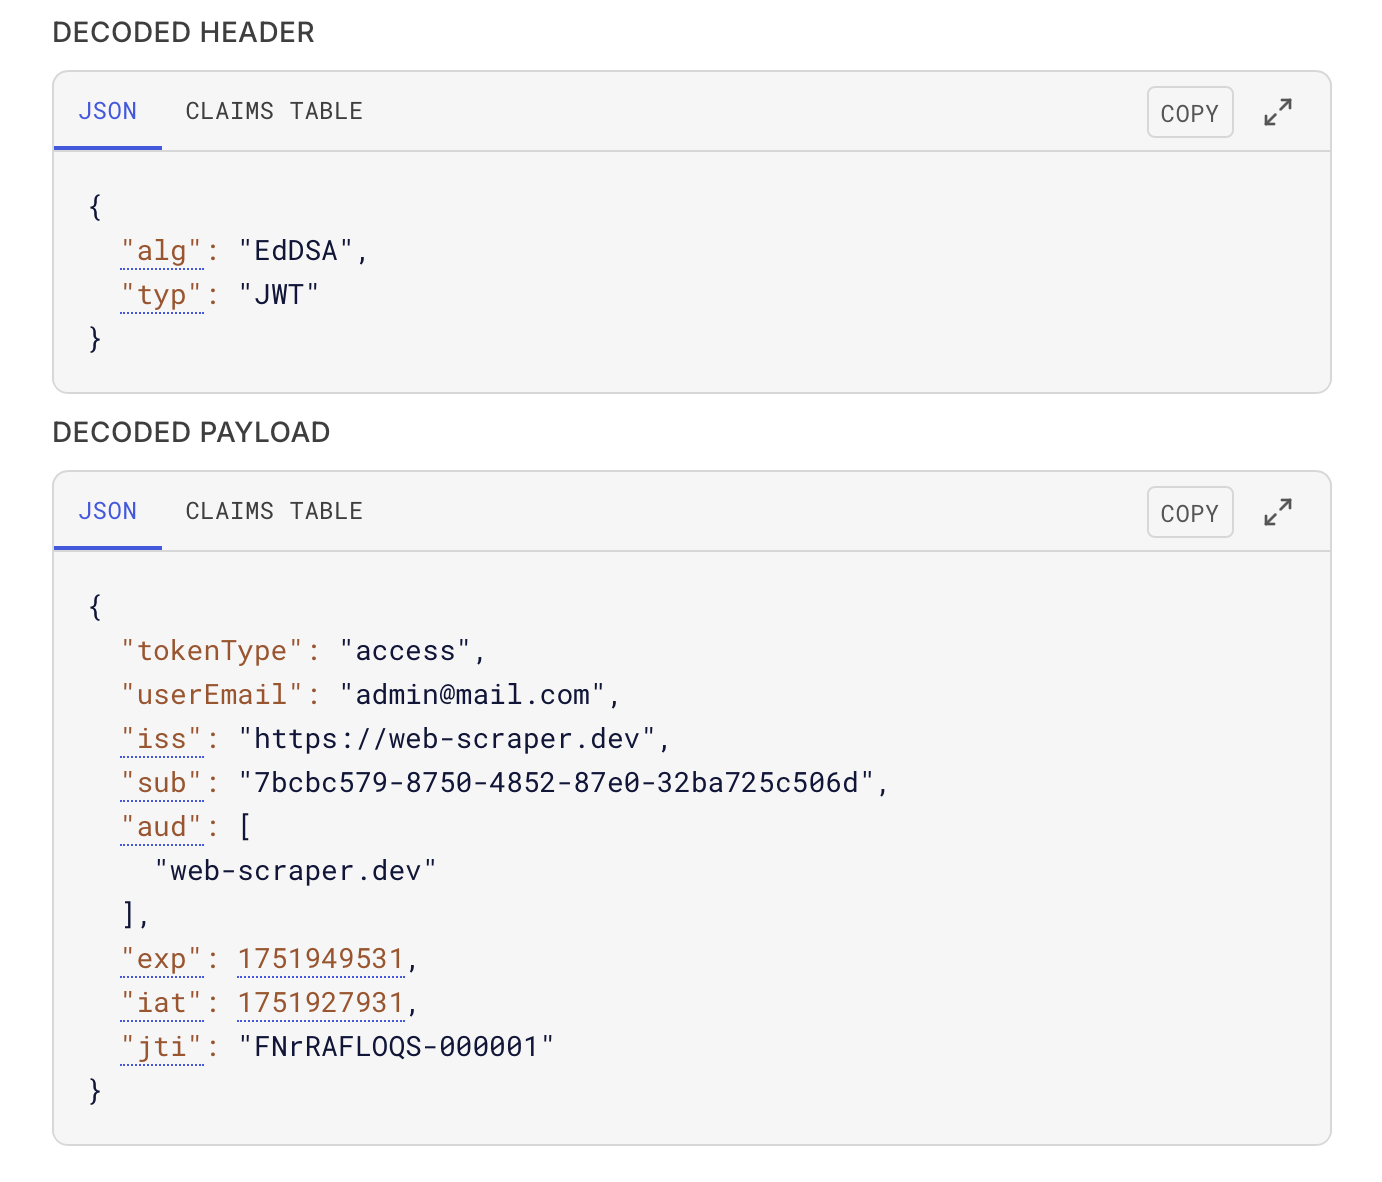 DECODED HEADER
JSON CLAIMS TABLE COPY
{
"alg": "EdDSA",
"typ": "JWT"
}
DECODED PAYLOAD
JSON CLAIMS TABLE COPY
{
"tokenType": "access",
"userEmail": "admin@mail.com",
"iss": "https://web-scraper.dev",
"sub": "7bcbc579-8750-4852-87e0-32ba725c506d",
"aud": [
"web-scraper.dev"
],
"exp": 1751949531,
"iat": 1751927931,
"jti": "FNrRAFLOQS-000001"
}